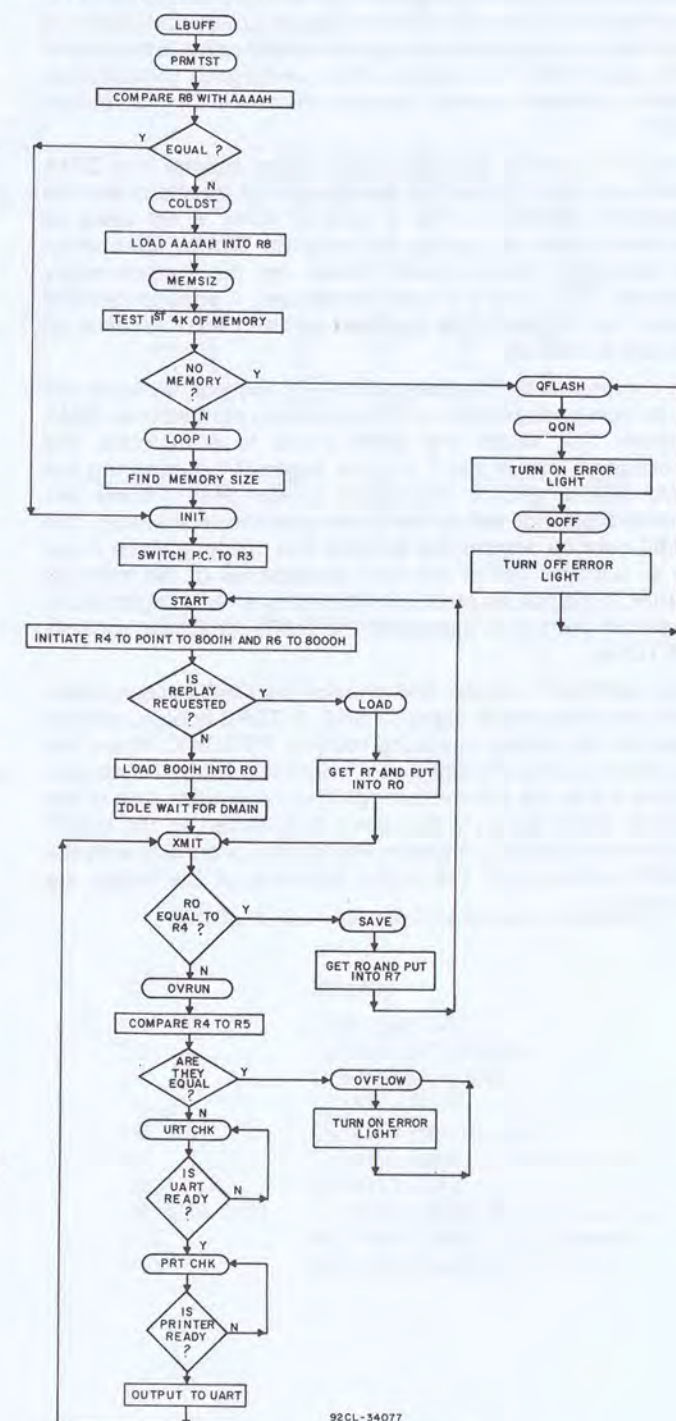 LBUFF
PRMTST
COMPARE R8 WITH AAAAH
Y
EQUAL ?
N
COLDST
LOAD AAAAH INTO R8
MEMSIZ
TEST 1ST 4K OF MEMORY
NO
MEMORY
?
Y
N
LOOP 1
FIND MEMORY SIZE
INIT
SWITCH P.C. TO R3
START
INITIATE R4 TO POINT TO 8001H AND R6 TO 8000H
IS
REPLAY
REQUESTED
?
Y
N
LOAD 8001H INTO R0
IDLE WAIT FOR DMAIN
XMIT
RO
EQUAL TO
R4 ?
Y
N
OVRUN
COMPARE R4 TO R5
ARE
THEY
EQUAL
?
Y
N
URT CHK
IS
UART
READY
?
N
Y
PRT CHK
IS
PRINTER
READY
?
N
OUTPUT TO UART
LOAD
GET R7 AND PUT
INTO R0
SAVE
GET R0 AND PUT
INTO R7
OVFLOW
TURN ON ERROR
LIGHT
QFLASH
QON
TURN ON ERROR
LIGHT
QOFF
TURN OFF ERROR
LIGHT
92CL-34077